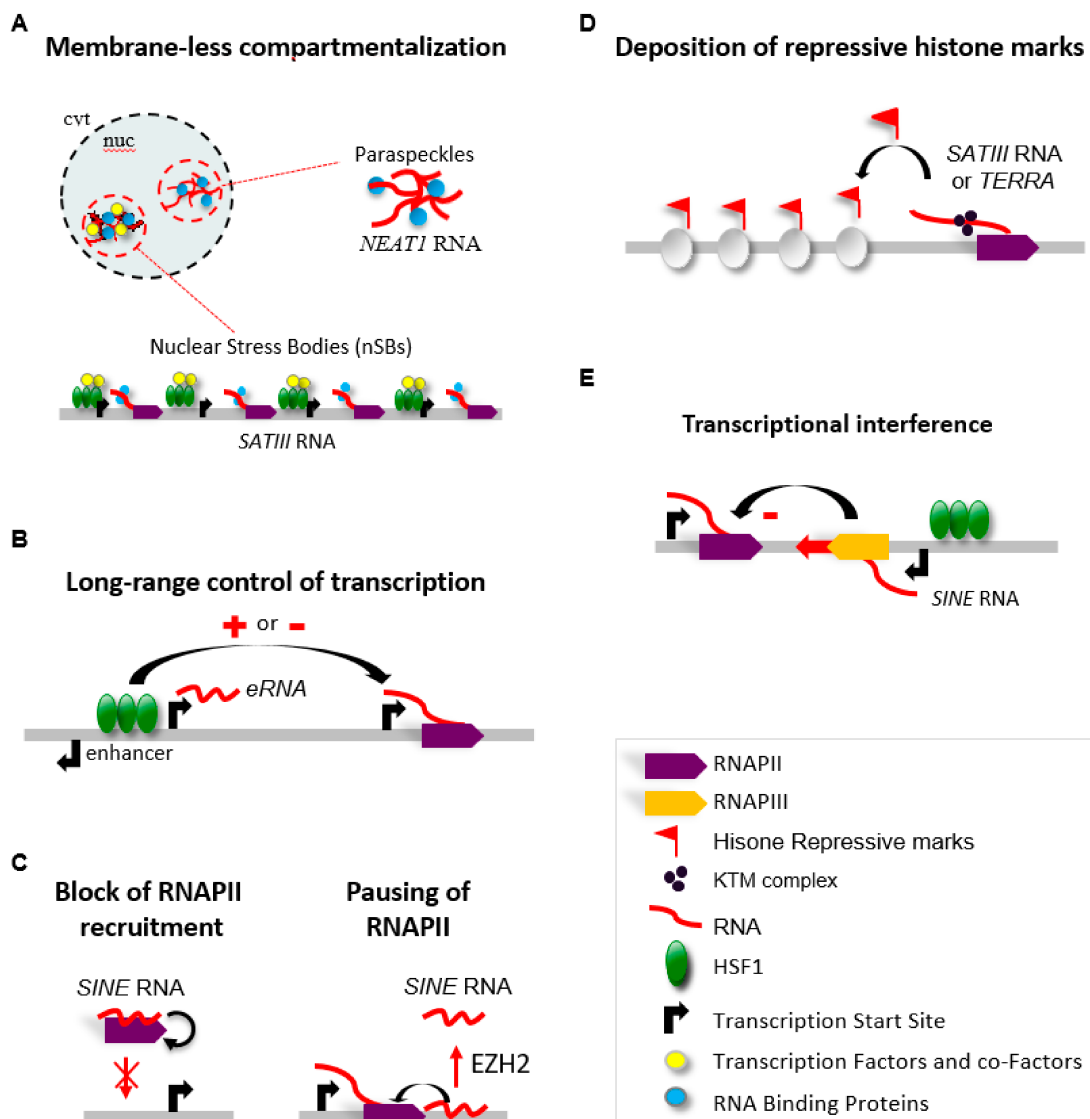 A
Membrane-less compartmentalization
cyt
nuc
Paraspeckles
NEAT1 RNA
Nuclear Stress Bodies (nSBs)
SATIII RNA
B
Long-range control of transcription
+ or -
eRNA
enhancer
C
Block of RNAPII
recruitment
SINE RNA
Pausing of
RNAPII
SINE RNA
EZH2
D
Deposition of repressive histone marks
SATIII RNA
or TERRA
E
Transcriptional interference
-
SINE RNA
RNAPII
RNAPIII
Hisone Repressive marks
KTM complex
RNA
HSF1
Transcription Start Site
Transcription Factors and co-Factors
RNA Binding Proteins